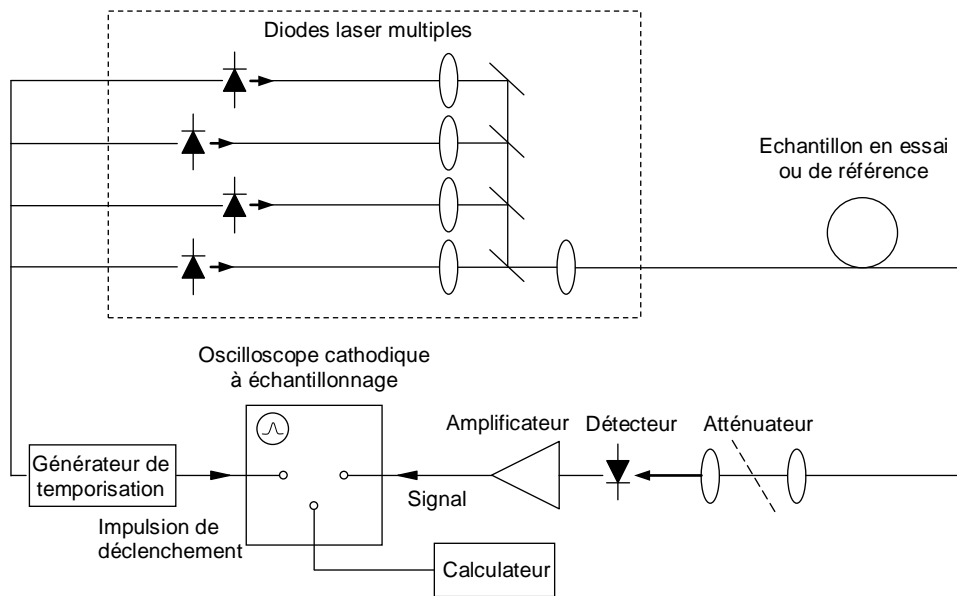 Diodes laser multiples
Echantillon en essai
ou de référence
Oscilloscope cathodique
à échantillonnage
Amplificateur
Détecteur
Atténuateur
Générateur de
temporisation
Signal
Impulsion de
déclenchement
Calculateur